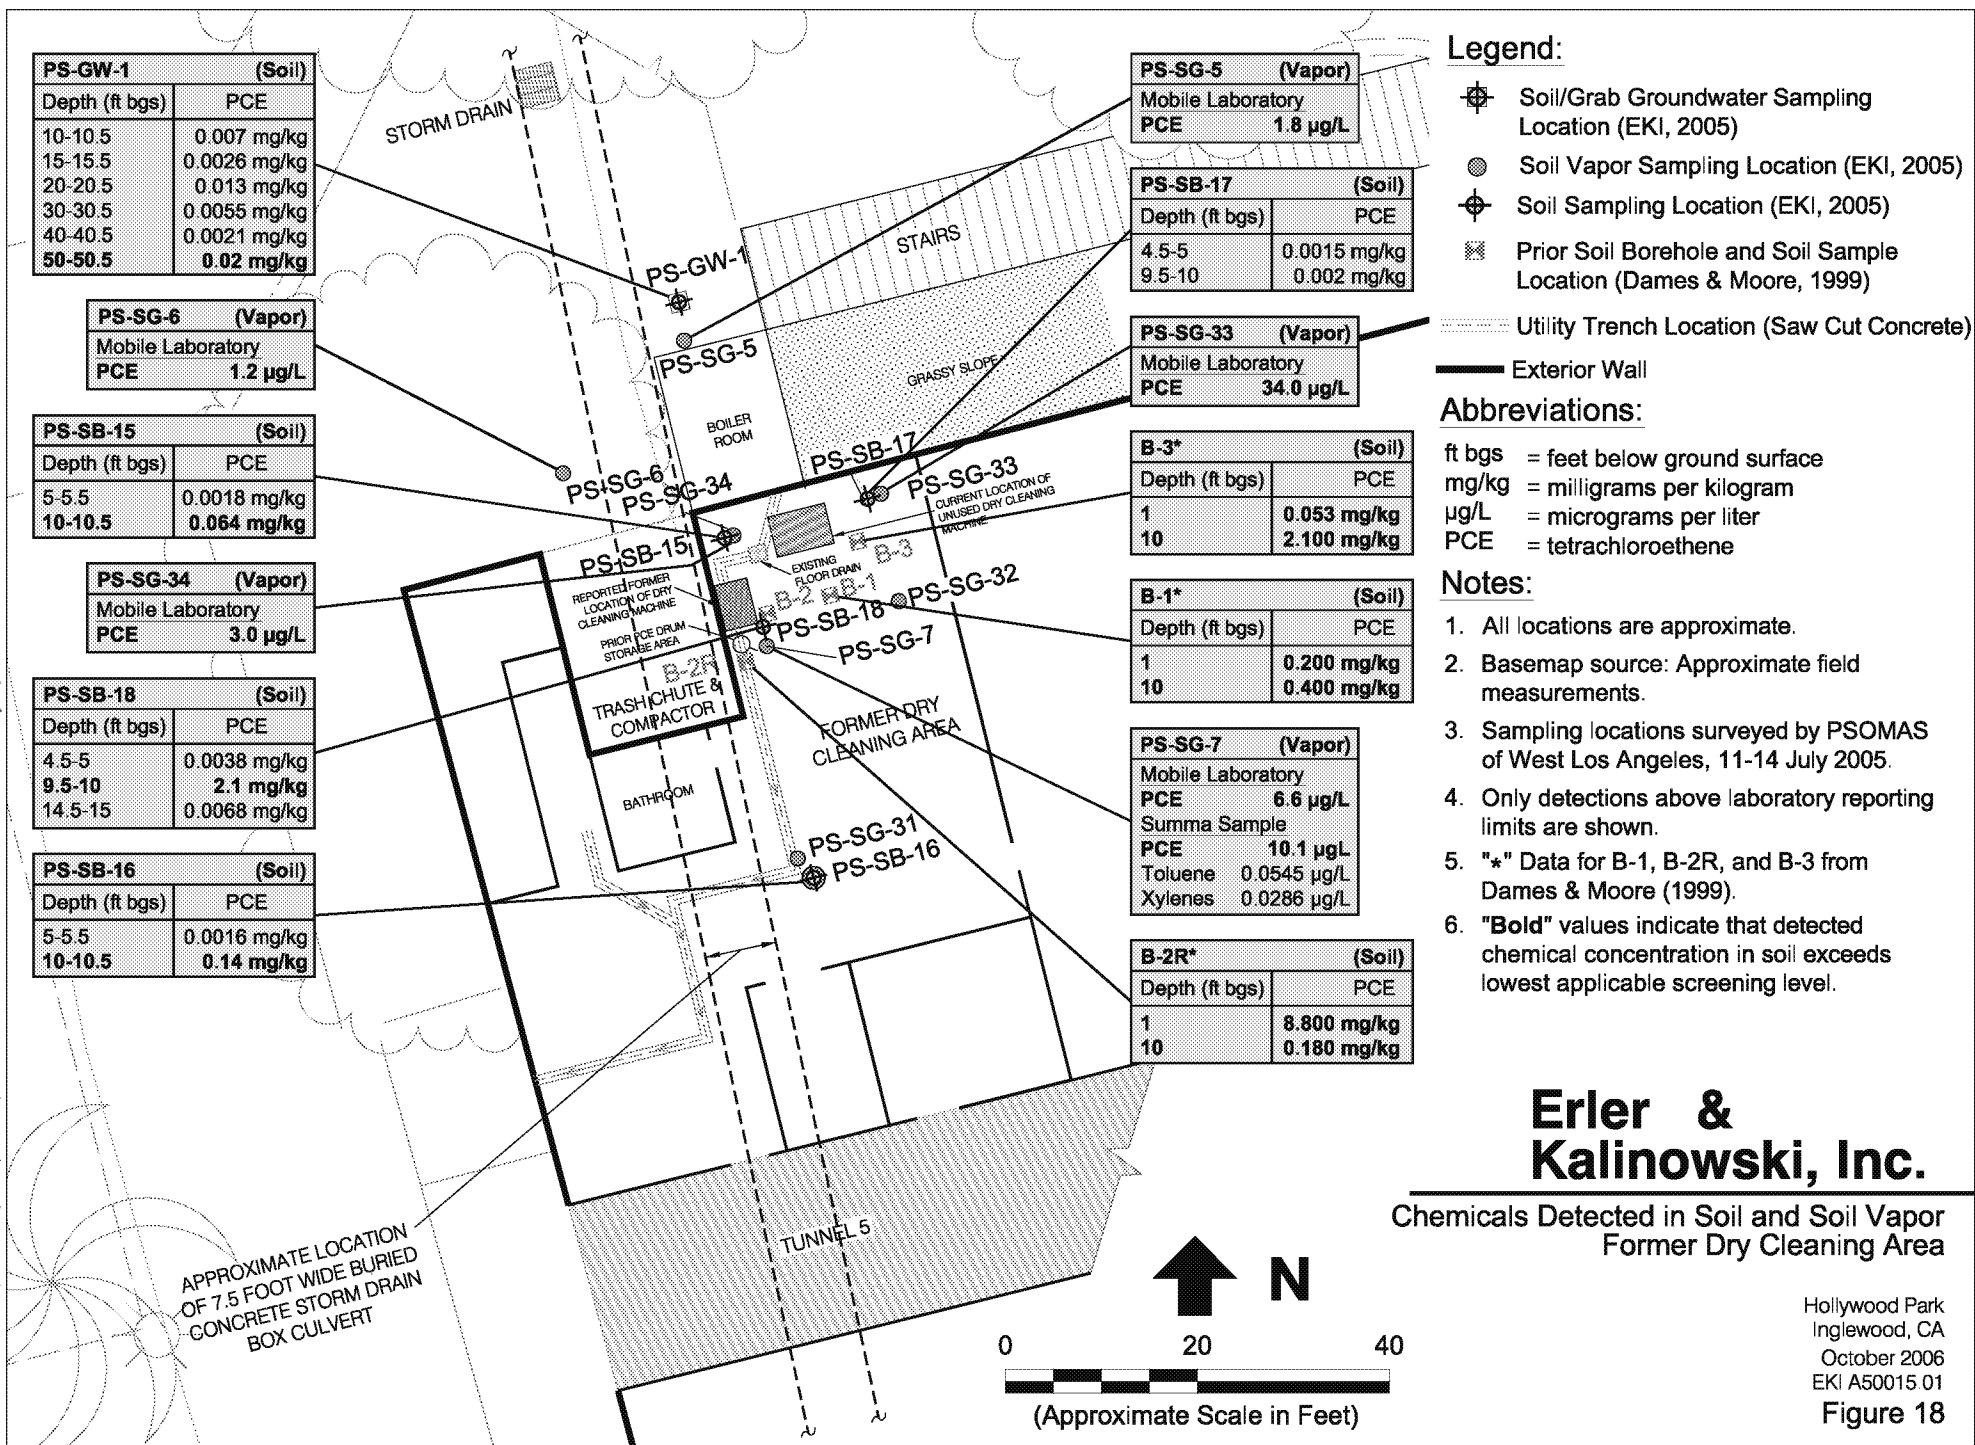 PS-GW-1 (Soil)
Depth (ft bgs) PCE
10-10.5 0.007 mg/kg
15-15.5 0.0026 mg/kg
20-20.5 0.013 mg/kg
30-30.5 0.0055 mg/kg
40-40.5 0.0021 mg/kg
50-50.5 0.02 mg/kg
PS-SG-6 (Vapor)
Mobile Laboratory
PCE 1.2 µg/L
PS-SB-15 (Soil)
Depth (ft bgs) PCE
5-5.5 0.0018 mg/kg
10-10.5 0.064 mg/kg
PS-SG-34 (Vapor)
Mobile Laboratory
PCE 3.0 µg/L
PS-SB-18 (Soil)
Depth (ft bgs) PCE
4.5-5 0.0038 mg/kg
9.5-10 2.1 mg/kg
14.5-15 0.0068 mg/kg
PS-SB-16 (Soil)
Depth (ft bgs) PCE
5-5.5 0.0016 mg/kg
10-10.5 0.14 mg/kg
STORM DRAIN
PS-GW-1
PS-SG-5
STAIRS
GRASSY SLOPE
BOILER
ROOM
PS-SG-6
PS-SG-34
PS-SB-17
PS-SG-33
CURRENT LOCATION OF
UNUSED DRY CLEANING
MACHINE
PS-SB-15
B-3
EXISTING
FLOOR DRAIN
REPORTED FORMER
LOCATION OF DRY
CLEANING MACHINE
B-2
B-1
PS-SG-32
PS-SB-18
PRIOR PCE DRUM
STORAGE AREA
PS-SG-7
B-2R
TRASH CHUTE &
COMPACTOR
FORMER DRY
CLEANING AREA
BATHROOM
PS-SG-31
PS-SB-16
TUNNEL 5
APPROXIMATE LOCATION
OF 7.5 FOOT WIDE BURIED
CONCRETE STORM DRAIN
BOX CULVERT
PS-SG-5 (Vapor)
Mobile Laboratory
PCE 1.8 µg/L
PS-SB-17 (Soil)
Depth (ft bgs) PCE
4.5-5 0.0015 mg/kg
9.5-10 0.002 mg/kg
PS-SG-33 (Vapor)
Mobile Laboratory
PCE 34.0 µg/L
B-3* (Soil)
Depth (ft bgs) PCE
1 0.053 mg/kg
10 2.100 mg/kg
B-1* (Soil)
Depth (ft bgs) PCE
1 0.200 mg/kg
10 0.400 mg/kg
PS-SG-7 (Vapor)
Mobile Laboratory
PCE 6.6 µg/L
Summa Sample
PCE 10.1 µgL
Toluene 0.0545 µg/L
Xylenes 0.0286 µg/L
B-2R* (Soil)
Depth (ft bgs) PCE
1 8.800 mg/kg
10 0.180 mg/kg
Legend:
Soil/Grab Groundwater Sampling
Location (EKI, 2005)
Soil Vapor Sampling Location (EKI, 2005)
Soil Sampling Location (EKI, 2005)
Prior Soil Borehole and Soil Sample
Location (Dames & Moore, 1999)
Utility Trench Location (Saw Cut Concrete)
Exterior Wall
Abbreviations:
ft bgs = feet below ground surface
mg/kg = milligrams per kilogram
µg/L = micrograms per liter
PCE = tetrachloroethene
Notes:
1. All locations are approximate.
2. Basemap source: Approximate field
measurements.
3. Sampling locations surveyed by PSOMAS
of West Los Angeles, 11-14 July 2005.
4. Only detections above laboratory reporting
limits are shown.
5. "*" Data for B-1, B-2R, and B-3 from
Dames & Moore (1999).
6. "Bold" values indicate that detected
chemical concentration in soil exceeds
lowest applicable screening level.
N
0 20 40
(Approximate Scale in Feet)
Erler &
Kalinowski, Inc.
Chemicals Detected in Soil and Soil Vapor
Former Dry Cleaning Area
Hollywood Park
Inglewood, CA
October 2006
EKI A50015.01
Figure 18